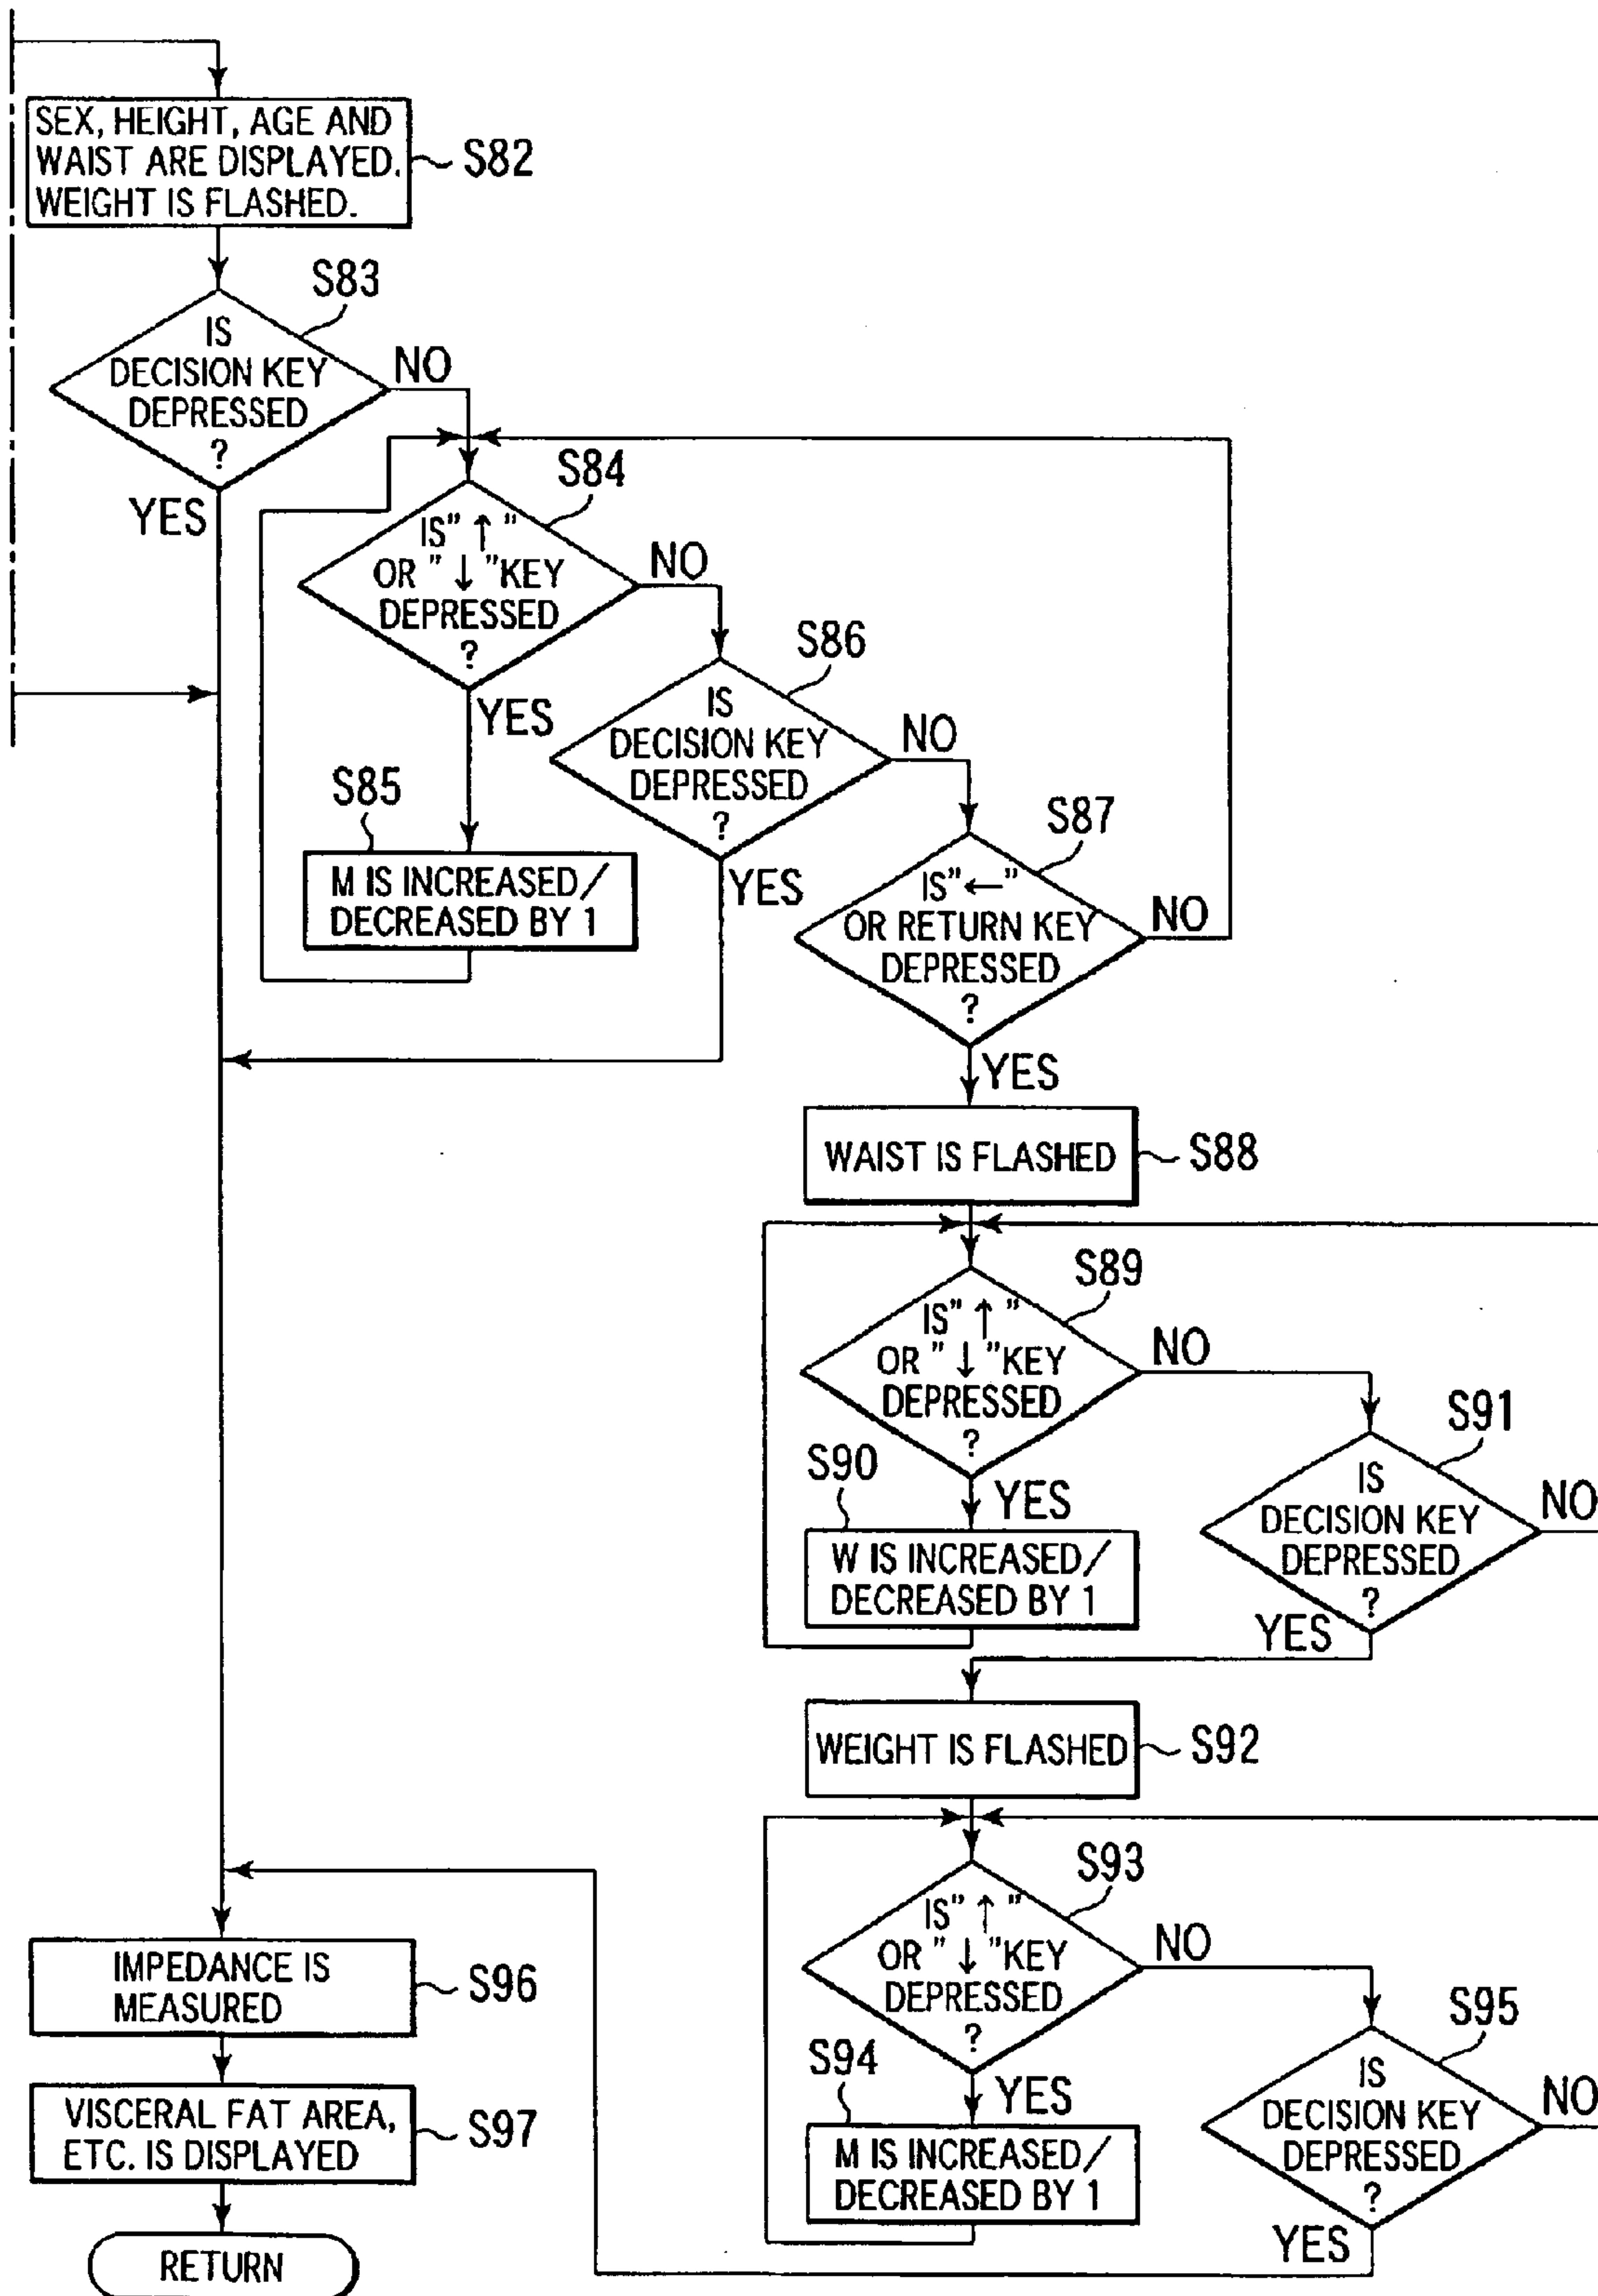 SEX, HEIGHT, AGE AND
WAIST ARE DISPLAYED.
WEIGHT IS FLASHED.
S82
S83
IS
DECISION KEY
DEPRESSED
?
NO
YES
S84
IS" ↑ "
OR " ↓ "KEY
DEPRESSED
?
NO
YES
S85
M IS INCREASED/
DECREASED BY 1
S86
IS
DECISION KEY
DEPRESSED
?
NO
YES
S87
IS"←"
OR RETURN KEY
DEPRESSED
?
NO
YES
WAIST IS FLASHED
S88
S89
IS" ↑ "
OR " ↓ "KEY
DEPRESSED
?
NO
YES
S90
W IS INCREASED/
DECREASED BY 1
S91
IS
DECISION KEY
DEPRESSED
?
NO
YES
WEIGHT IS FLASHED
S92
S93
IS" ↑ "
OR " ↓ "KEY
DEPRESSED
?
NO
YES
S94
M IS INCREASED/
DECREASED BY 1
S95
IS
DECISION KEY
DEPRESSED
?
NO
YES
IMPEDANCE IS
MEASURED
S96
VISCERAL FAT AREA,
ETC. IS DISPLAYED
S97
RETURN